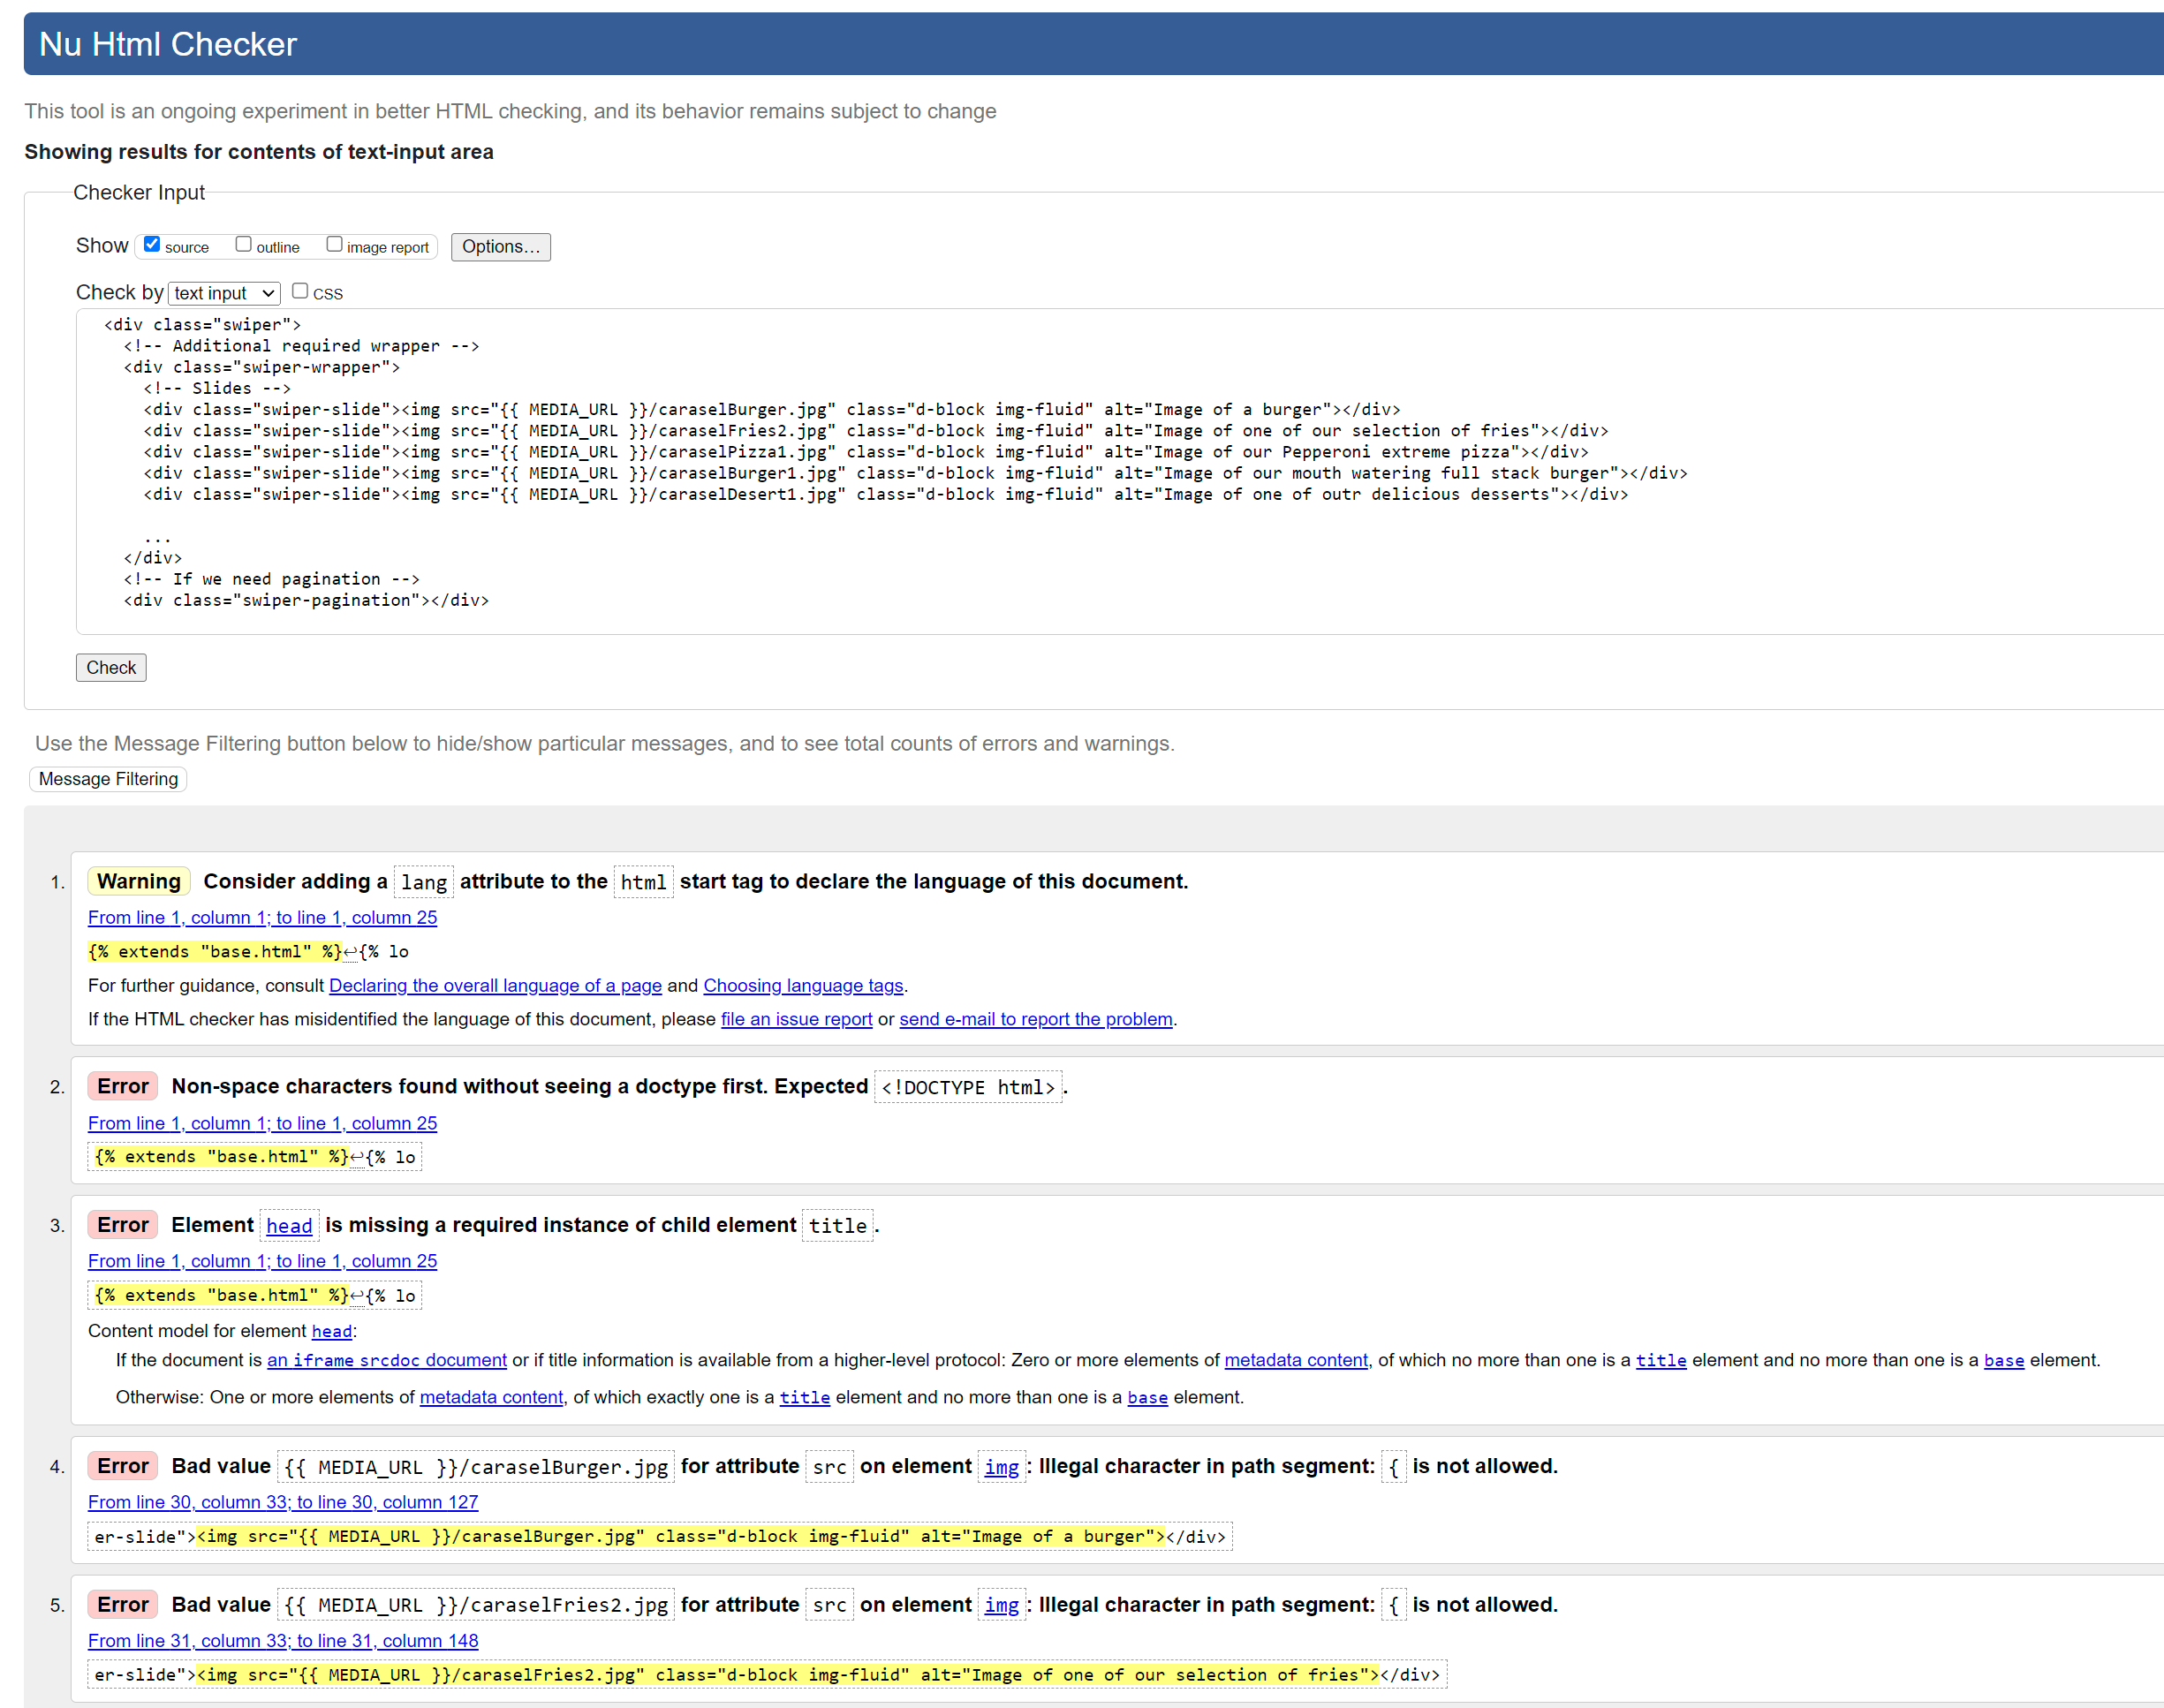 Nu Html Checker
This tool is an ongoing experiment in better HTML checking, and its behavior remains subject to change
Showing results for contents of text-input area
Checker Input
Show source outline image report Options...
Check by text input CSS
<div class="swiper">
<!-- Additional required wrapper -->
<div class="swiper-wrapper">
<!-- Slides -->
<div class="swiper-slide"><img src="{{ MEDIA_URL }}/caraselBurger.jpg" class="d-block img-fluid" alt="Image of a burger"></div>
<div class="swiper-slide"><img src="{{ MEDIA_URL }}/caraselFries2.jpg" class="d-block img-fluid" alt="Image of one of our selection of fries"></div>
<div class="swiper-slide"><img src="{{ MEDIA_URL }}/caraselPizza1.jpg" class="d-block img-fluid" alt="Image of our Pepperoni extreme pizza"></div>
<div class="swiper-slide"><img src="{{ MEDIA_URL }}/caraselBurger1.jpg" class="d-block img-fluid" alt="Image of our mouth watering full stack burger"></div>
<div class="swiper-slide"><img src="{{ MEDIA_URL }}/caraselDesert1.jpg" class="d-block img-fluid" alt="Image of one of outr delicious desserts"></div>
...
</div>
<!-- If we need pagination -->
<div class="swiper-pagination"></div>
Check
Use the Message Filtering button below to hide/show particular messages, and to see total counts of errors and warnings.
Message Filtering
1. Warning Consider adding a lang attribute to the html start tag to declare the language of this document.
From line 1, column 1; to line 1, column 25
{% extends "base.html" %}↩{% lo
For further guidance, consult Declaring the overall language of a page and Choosing language tags.
If the HTML checker has misidentified the language of this document, please file an issue report or send e-mail to report the problem.
2. Error Non-space characters found without seeing a doctype first. Expected <!DOCTYPE html>.
From line 1, column 1; to line 1, column 25
{% extends "base.html" %}↩{% lo
3. Error Element head is missing a required instance of child element title.
From line 1, column 1; to line 1, column 25
{% extends "base.html" %}↩{% lo
Content model for element head:
If the document is an iframe srcdoc document or if title information is available from a higher-level protocol: Zero or more elements of metadata content, of which no more than one is a title element and no more than one is a base element.
Otherwise: One or more elements of metadata content, of which exactly one is a title element and no more than one is a base element.
4. Error Bad value {{ MEDIA_URL }}/caraselBurger.jpg for attribute src on element img: Illegal character in path segment: { is not allowed.
From line 30, column 33; to line 30, column 127
er-slide"><img src="{{ MEDIA_URL }}/caraselBurger.jpg" class="d-block img-fluid" alt="Image of a burger"></div>
5. Error Bad value {{ MEDIA_URL }}/caraselFries2.jpg for attribute src on element img: Illegal character in path segment: { is not allowed.
From line 31, column 33; to line 31, column 148
er-slide"><img src="{{ MEDIA_URL }}/caraselFries2.jpg" class="d-block img-fluid" alt="Image of one of our selection of fries"></div>